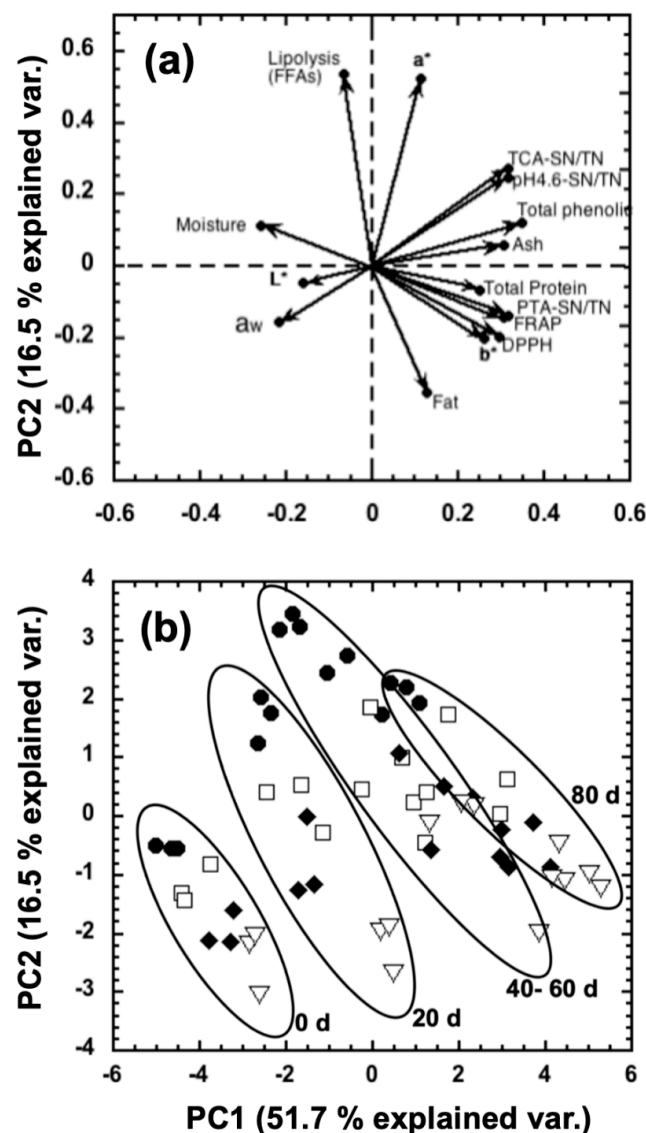 (a)
Lipolysis
(FFAs)
a*
TCA-SN/TN
pH4.6-SN/TN
Total phenolic
Ash
Moisture
L*
aw
Total Protein
PTA-SN/TN
FRAP
DPPH
b*
Fat
PC2 (16.5 % explained var.)
0.6
0.4
0.2
0
-0.2
-0.4
-0.6
-0.6 -0.4 -0.2 0 0.2 0.4 0.6
(b)
PC2 (16.5 % explained var.)
4
3
2
1
0
-1
-2
-3
-4
80 d
40- 60 d
20 d
0 d
-6 -4 -2 0 2 4 6
PC1 (51.7 % explained var.)